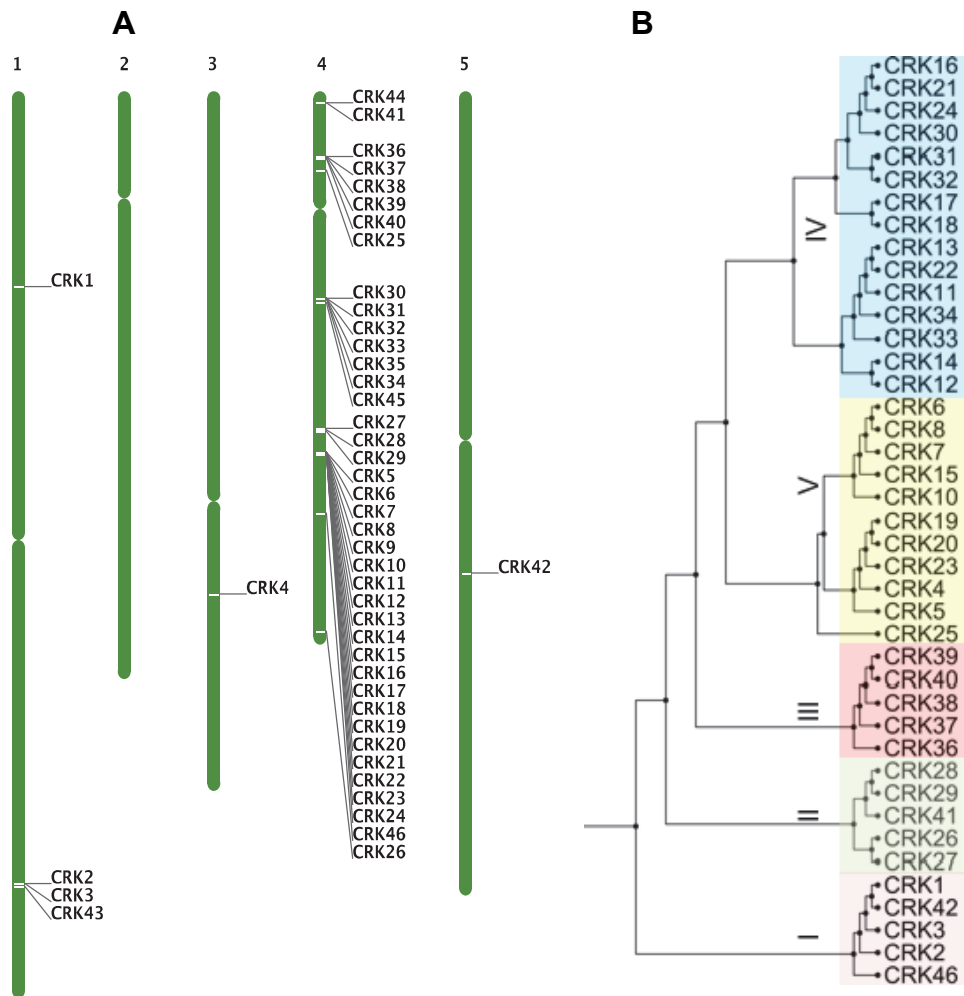 A
1
2
3
4
5
CRK1
CRK2
CRK3
CRK43
CRK4
CRK44
CRK41
CRK36
CRK37
CRK38
CRK39
CRK40
CRK25
CRK30
CRK31
CRK32
CRK33
CRK35
CRK34
CRK45
CRK27
CRK28
CRK29
CRK5
CRK6
CRK7
CRK8
CRK9
CRK10
CRK11
CRK12
CRK13
CRK14
CRK15
CRK16
CRK17
CRK18
CRK19
CRK20
CRK21
CRK22
CRK23
CRK24
CRK46
CRK26
CRK42
B
CRK16
CRK21
CRK24
CRK30
CRK31
CRK32
CRK17
CRK18
IV
CRK13
CRK22
CRK11
CRK34
CRK33
CRK14
CRK12
CRK6
CRK8
CRK7
CRK15
V
CRK10
CRK19
CRK20
CRK23
CRK4
CRK5
CRK25
CRK39
CRK40
CRK38
III
CRK37
CRK36
CRK28
CRK29
CRK41
II
CRK26
CRK27
CRK1
CRK42
CRK3
I
CRK2
CRK46